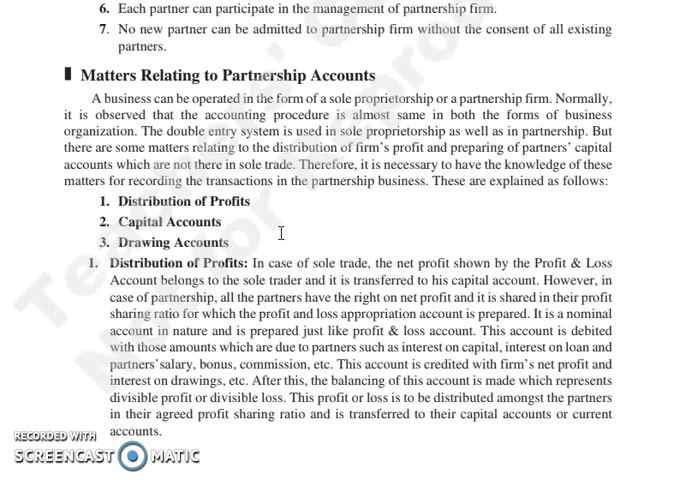 6. Each partner can participate in the management of partnership firm.
7. No new partner can be admitted to partnership firm without the consent of all existing
partners.
Matters Relating to Partnership Accounts
A business can be operated in the form of a sole proprietorship or a partnership firm. Normally,
it is observed that the accounting procedure is almost same in both the forms of business
organization. The double entry system is used in sole proprietorship as well as in partnership. But
there are some matters relating to the distribution of firm's profit and preparing of partners' capital
accounts which are not there in sole trade. Therefore, it is necessary to have the knowledge of these
matters for recording the transactions in the partnership business. These are explained as follows:
1. Distribution of Profits
2. Capital Accounts
3. Drawing Accounts
1. Distribution of Profits: In case of sole trade, the net profit shown by the Profit & Loss
Account belongs to the sole trader and it is transferred to his capital account. However, in
case of partnership, all the partners have the right on net profit and it is shared in their profit
sharing ratio for which the profit and loss appropriation account is prepared. It is a nominal
account in nature and is prepared just like profit & loss account. This account is debited
with those amounts which are due to partners such as interest on capital, interest on loan and
partners' salary, bonus, commission, etc. This account is credited with firm's net profit and
interest on drawings, etc. After this, the balancing of this account is made which represents
divisible profit or divisible loss. This profit or loss is to be distributed amongst the partners
in their agreed profit sharing ratio and is transferred to their capital accounts or current
accounts.
RECORDED WITH
SCREENCAST MATIC
Teachers'
Not for